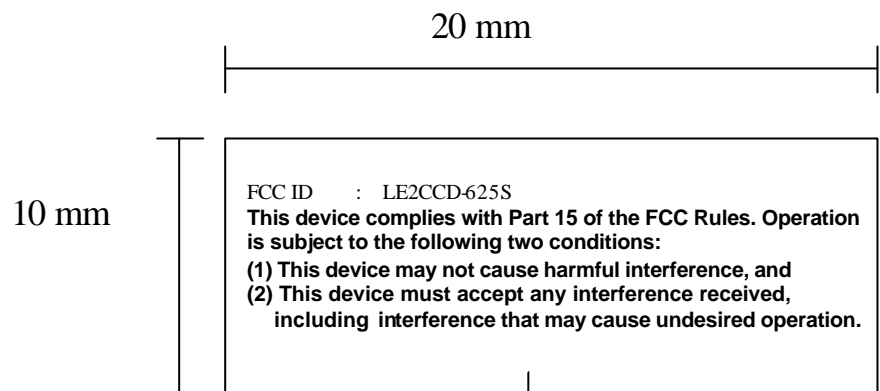 20 mm
10 mm
FCC ID : LE2CCD-625S
This device complies with Part 15 of the FCC Rules. Operation
is subject to the following two conditions:
(1) This device may not cause harmful interference, and
(2) This device must accept any interference received,
including interference that may cause undesired operation.